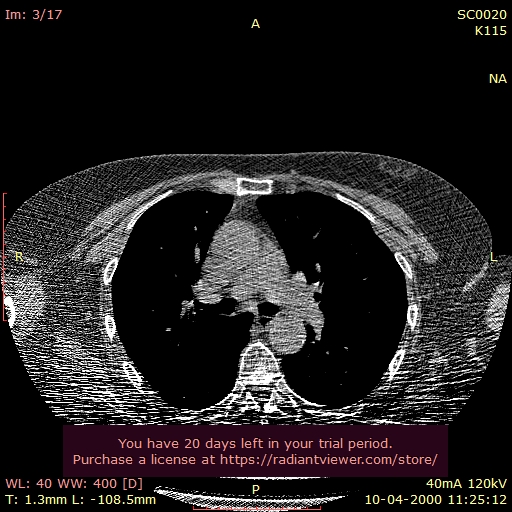 Im: 3/17
SC0020
K115
A
NA
R
L
You have 20 days left in your trial period.
Purchase a license at https://radiantviewer.com/store/
WL: 40 WW: 400 [D]
T: 1.3mm L: -108.5mm
P
40mA 120kV
10-04-2000 11:25:12